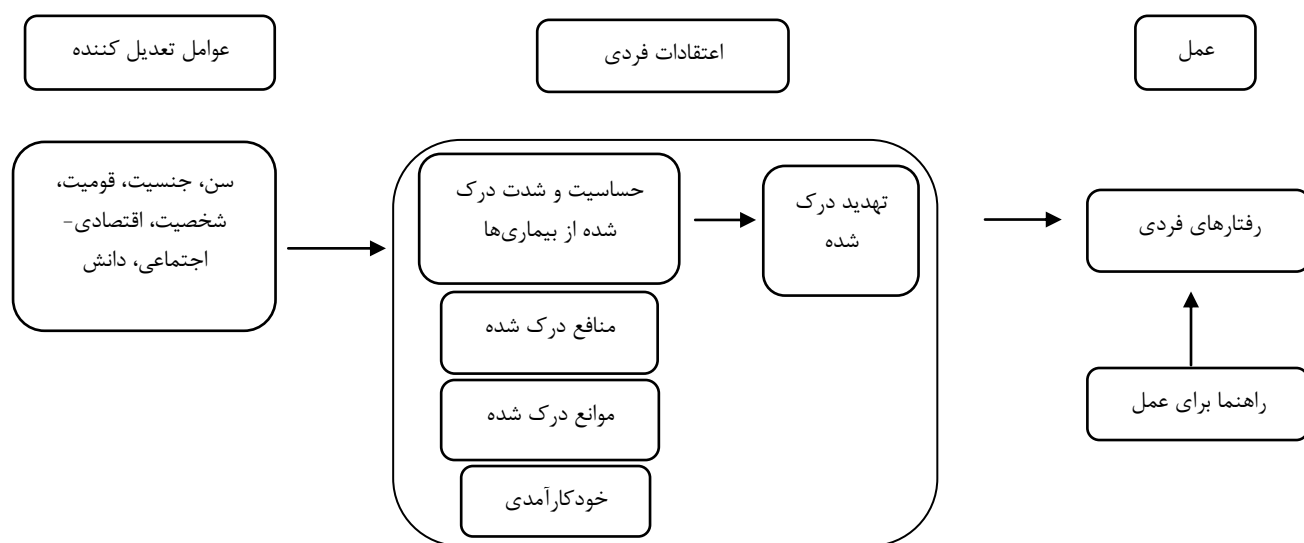 عوامل تعدیل کننده
اعتقادات فردی
عمل
سن، جنسیت، قومیت،
شخصیت، اقتصادی-
اجتماعی، دانش
حساسیت و شدت درک
شده از بیماری‌ها
تهدید درک
شده
رفتارهای فردی
منافع درک شده
موانع درک شده
راهنما برای عمل
خودکارآمدی